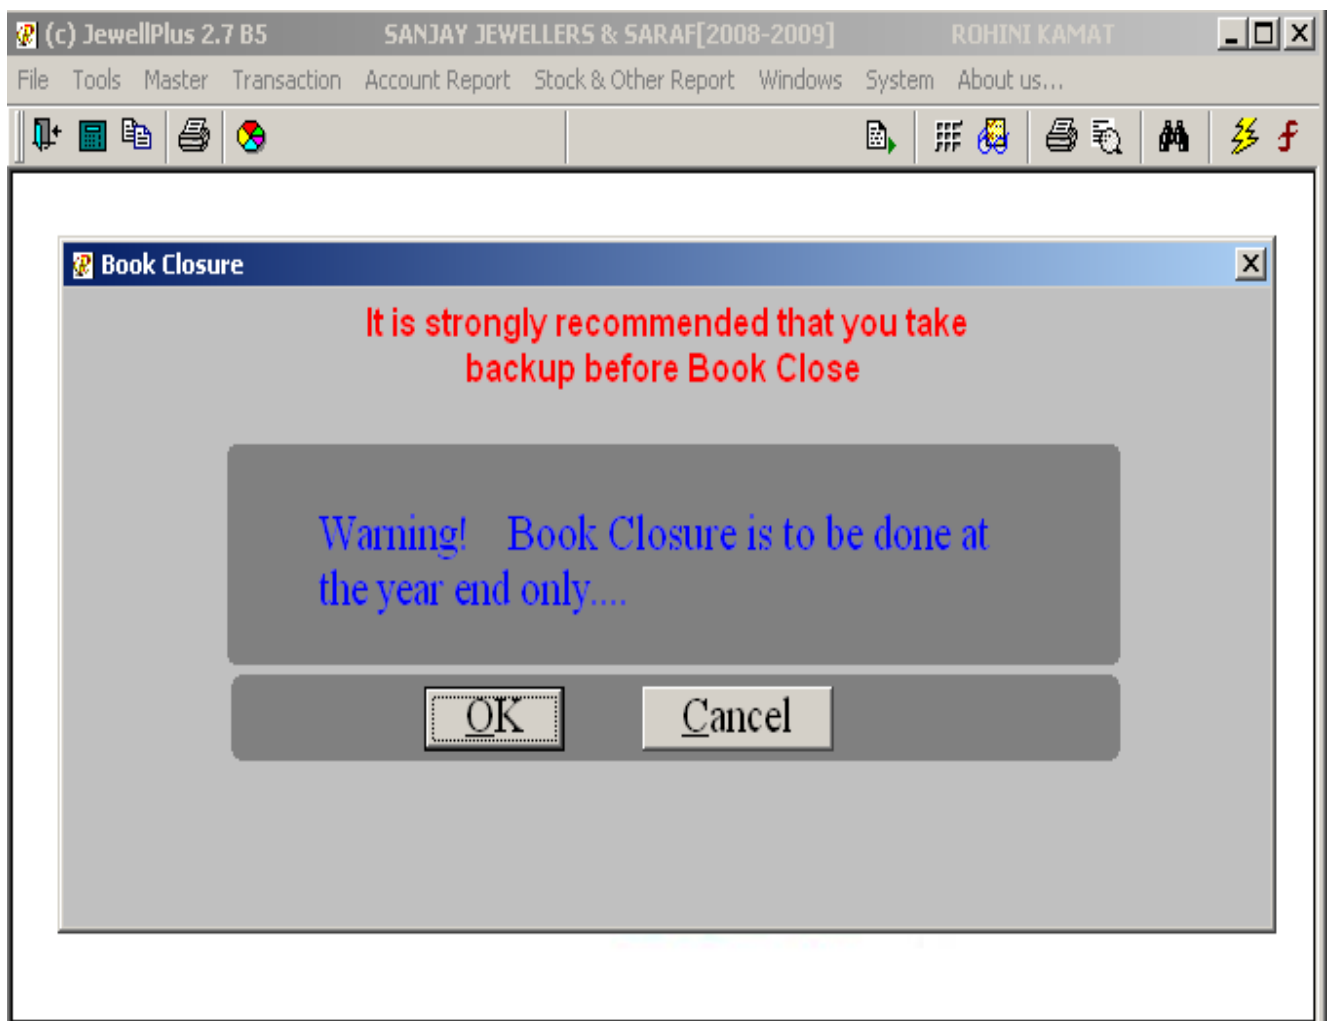 (c) JewellPlus 2.7 B5 SANJAY JEWELLERS & SARAF[2008-2009] ROHINI KAMAT
File Tools Master Transaction Account Report Stock & Other Report Windows System About us...
Book Closure
It is strongly recommended that you take
backup before Book Close
Warning! Book Closure is to be done at
the year end only....
OK Cancel